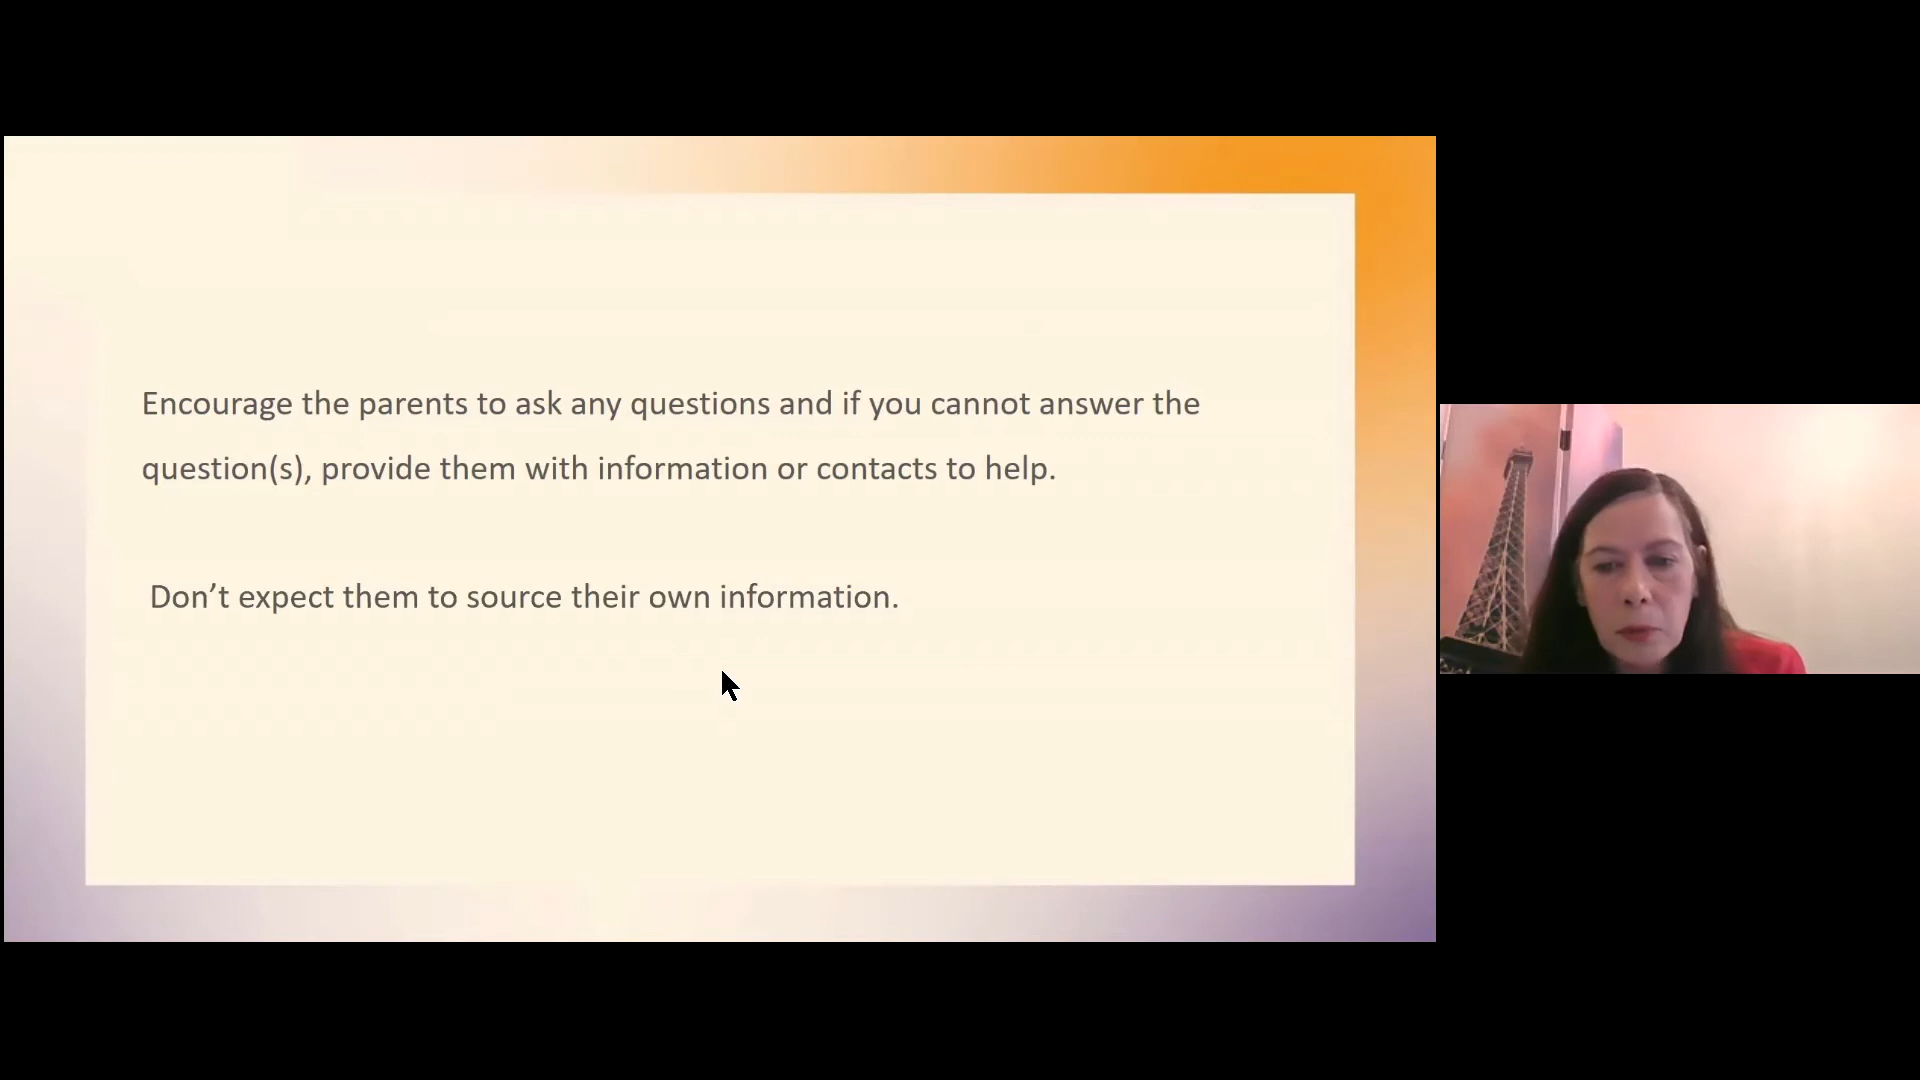 Encourage the parents to ask any questions and if you cannot answer the
question(s), provide them with information or contacts to help.
Don’t expect them to source their own information.